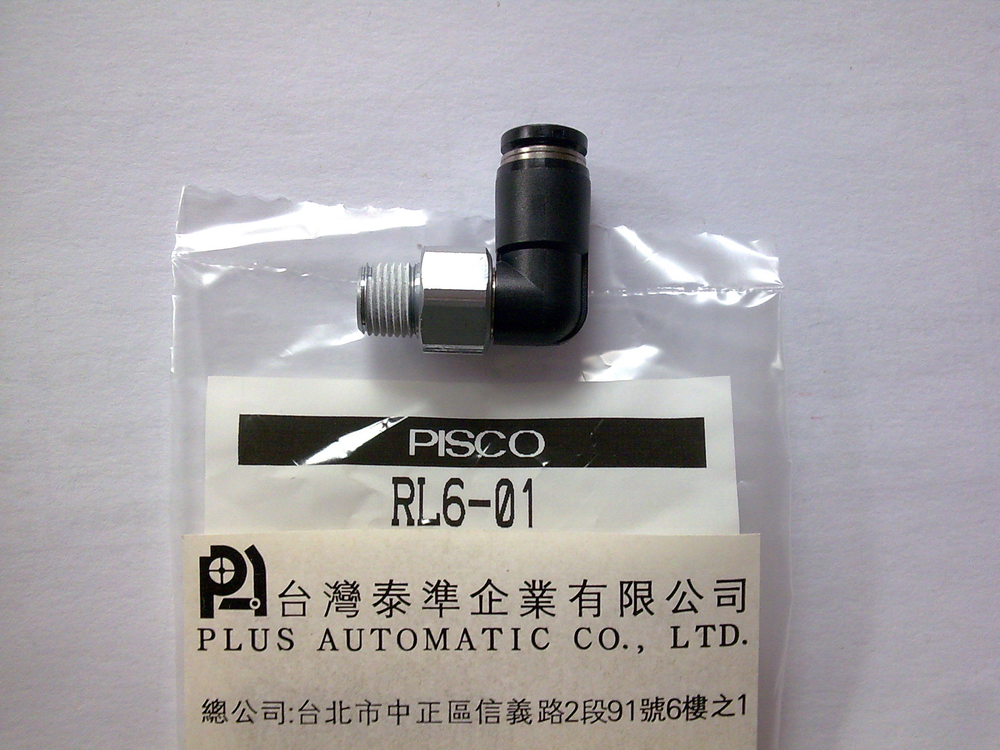 PISCO
RL6-01
台灣泰準企業有限公司
PLUS AUTOMATIC CO., LTD.
總公司:台北市中正區信義路2段91號6樓之1